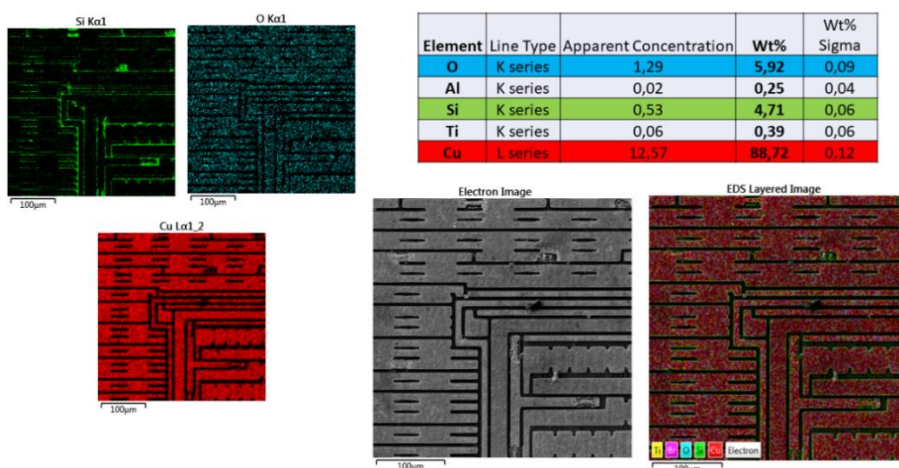 Si Kα1
O Kα1
100µm
100µm
Cu Lα1_2
100µm
Element Line Type Apparent Concentration Wt% Wt% Sigma
O K series 1,29 5,92 0,09
Al K series 0,02 0,25 0,04
Si K series 0,53 4,71 0,06
Ti K series 0,06 0,39 0,06
Cu L series 12,57 88,72 0,12
Electron Image
100µm
EDS Layered Image
Ti O Si Cu Electron
100µm